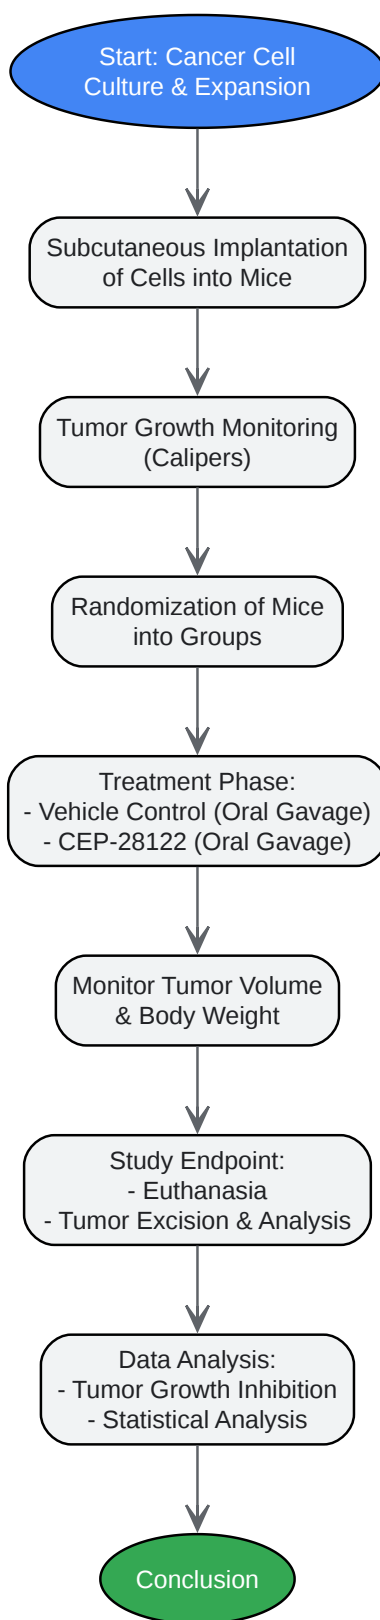 Start: Cancer Cell
Culture & Expansion
Subcutaneous Implantation
of Cells into Mice
Tumor Growth Monitoring
(Calipers)
Randomization of Mice
into Groups
Treatment Phase:
- Vehicle Control (Oral Gavage)
- CEP-28122 (Oral Gavage)
Monitor Tumor Volume
& Body Weight
Study Endpoint:
- Euthanasia
- Tumor Excision & Analysis
Data Analysis:
- Tumor Growth Inhibition
- Statistical Analysis
Conclusion